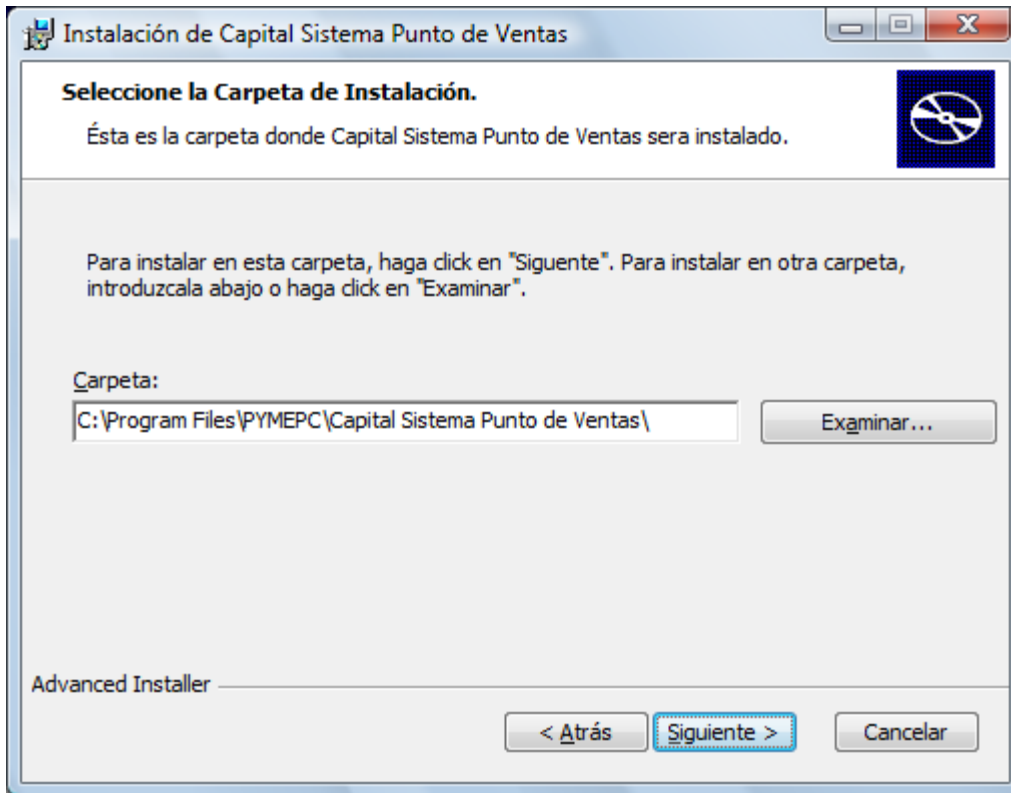 Instalación de Capital Sistema Punto de Ventas
Seleccione la Carpeta de Instalación.
Ésta es la carpeta donde Capital Sistema Punto de Ventas sera instalado.
Para instalar en esta carpeta, haga click en "Siguente". Para instalar en otra carpeta,
introduzcala abajo o haga click en "Examinar".
Carpeta:
C:\Program Files\PYMEPC\Capital Sistema Punto de Ventas\
Examinar...
Advanced Installer
< Atrás
Siguiente >
Cancelar